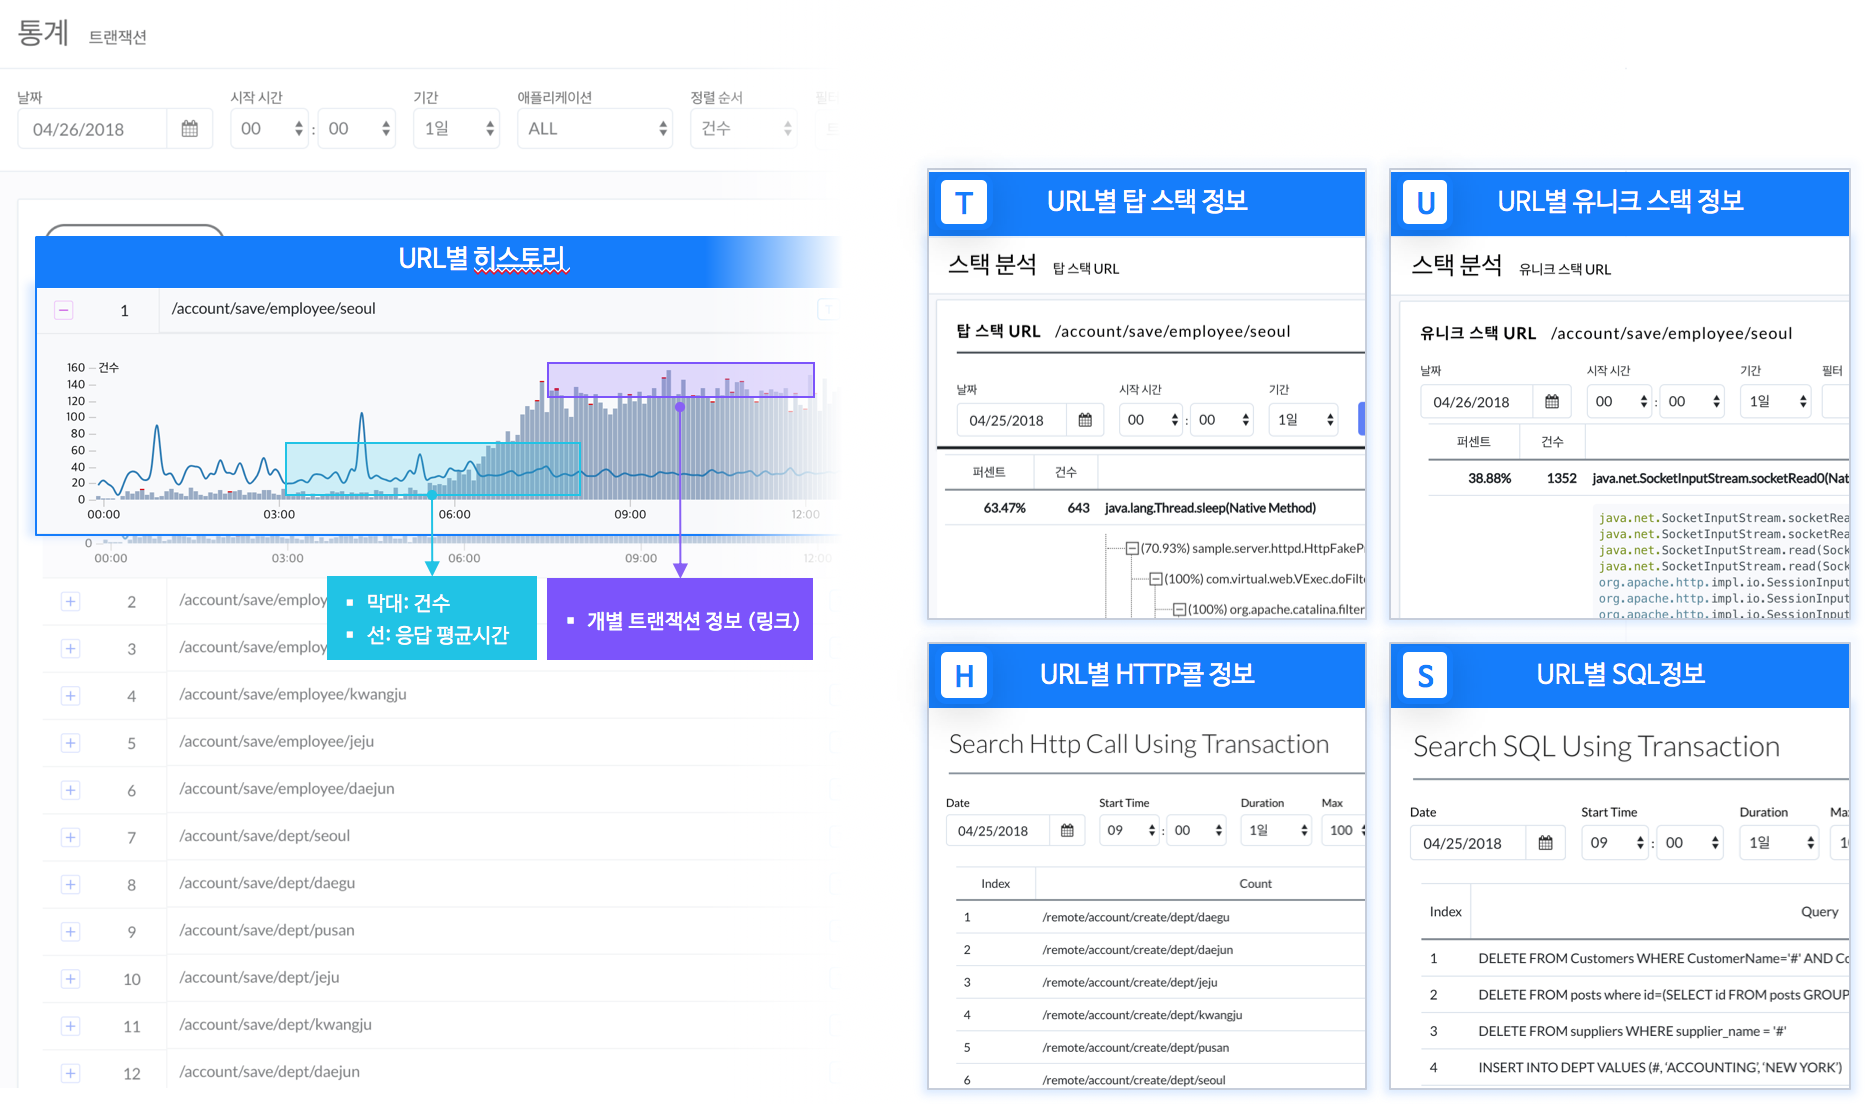 통계 트랜잭션
날짜 시작 시간 기간 애플리케이션 정렬 순서
04/26/2018 00 : 00 1일 ALL 건수
URL별 히스토리
1 /account/save/employee/seoul
건수
160
140
120
100
80
60
40
20
0
00:00 03:00 06:00 09:00 12:00
0
00:00 03:00 06:00 09:00 12:00
막대: 건수
선: 응답 평균시간
개별 트랜잭션 정보 (링크)
2 /account/save/employ
3 /account/save/employ
4 /account/save/employee/kwangju
5 /account/save/employee/jeju
6 /account/save/employee/daejun
7 /account/save/dept/seoul
8 /account/save/dept/daegu
9 /account/save/dept/pusan
10 /account/save/dept/jeju
11 /account/save/dept/kwangju
12 /account/save/dept/daejun
T URL별 탑 스택 정보
스택 분석 탑 스택 URL
탑 스택 URL /account/save/employee/seoul
날짜 시작 시간 기간
04/25/2018 00 : 00 1일
퍼센트 건수
63.47% 643 java.lang.Thread.sleep(Native Method)
(70.93%) sample.server.httpd.HttpFakeP
(100%) com.virtual.web.VExec.doFilte
(100%) org.apache.catalina.filter
U URL별 유니크 스택 정보
스택 분석 유니크 스택 URL
유니크 스택 URL /account/save/employee/seoul
날짜 시작 시간 기간 필터
04/26/2018 00 : 00 1일
퍼센트 건수
38.88% 1352 java.net.SocketInputStream.socketRead0(Nat
java.net.SocketInputStream.socketRea
java.net.SocketInputStream.socketRea
java.net.SocketInputStream.read(Sock
java.net.SocketInputStream.read(Sock
org.apache.http.impl.io.SessionInput
org.apache.http.impl.io.SessionInput
org.apache.http.impl.io.SessionInput
H URL별 HTTP콜 정보
Search Http Call Using Transaction
Date Start Time Duration Max
04/25/2018 09 : 00 1일 100
Index Count
1 /remote/account/create/dept/daegu
2 /remote/account/create/dept/daejun
3 /remote/account/create/dept/jeju
4 /remote/account/create/dept/kwangju
5 /remote/account/create/dept/pusan
6 /remote/account/create/dept/seoul
S URL별 SQL정보
Search SQL Using Transaction
Date Start Time Duration Ma
04/25/2018 09 : 00 1일 1
Index Query
1 DELETE FROM Customers WHERE CustomerName='#' AND Co
2 DELETE FROM posts where id=(SELECT id FROM posts GROUP
3 DELETE FROM suppliers WHERE supplier_name = '#'
4 INSERT INTO DEPT VALUES (#, 'ACCOUNTING', 'NEW YORK')